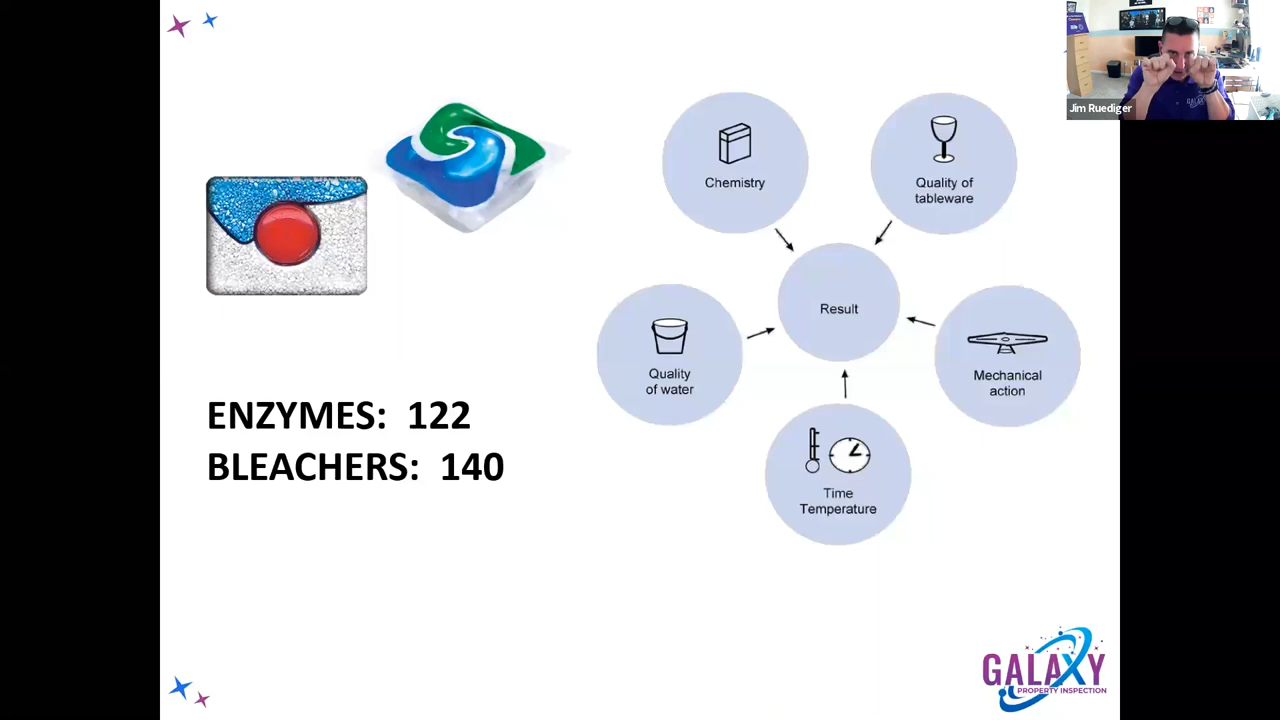 Jim Ruediger
GALAXY
Chemistry
Quality of
tableware
Result
Quality
of water
Mechanical
action
Time
Temperature
ENZYMES: 122
BLEACHERS: 140
GALAXY
PROPERTY INSPECTION